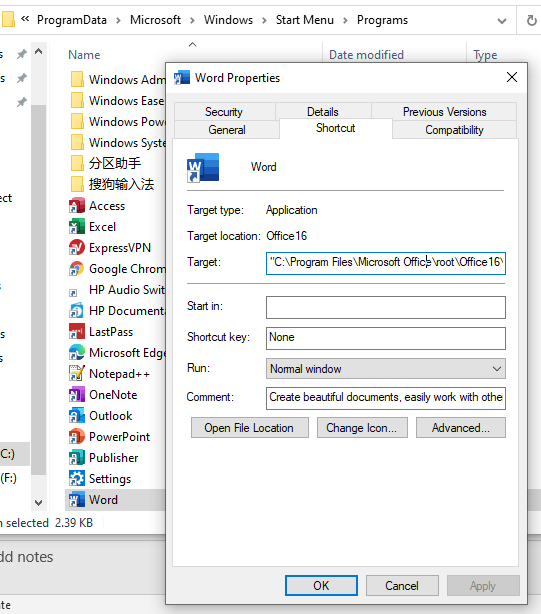 « ProgramData > Microsoft > Windows > Start Menu > Programs
Name
Date modified
Type
Windows Adm
Windows Ease
Windows Pow
Windows Syste
分区助手
搜狗输入法
Access
Excel
ExpressVPN
Google Chrom
HP Audio Swit
HP Documenta
LastPass
Microsoft Edge
Notepad++
OneNote
Outlook
PowerPoint
Publisher
Settings
Word
C:)
(F:)
selected 2.39 KB
dd notes
Word Properties
Security
Details
Previous Versions
General
Shortcut
Compatibility
Word
Target type: Application
Target location: Office16
Target: "C:\Program Files\Microsoft Office\root\Office16\
Start in:
Shortcut key: None
Run: Normal window
Comment: Create beautiful documents, easily work with othe
Open File Location
Change Icon...
Advanced...
OK
Cancel
Apply